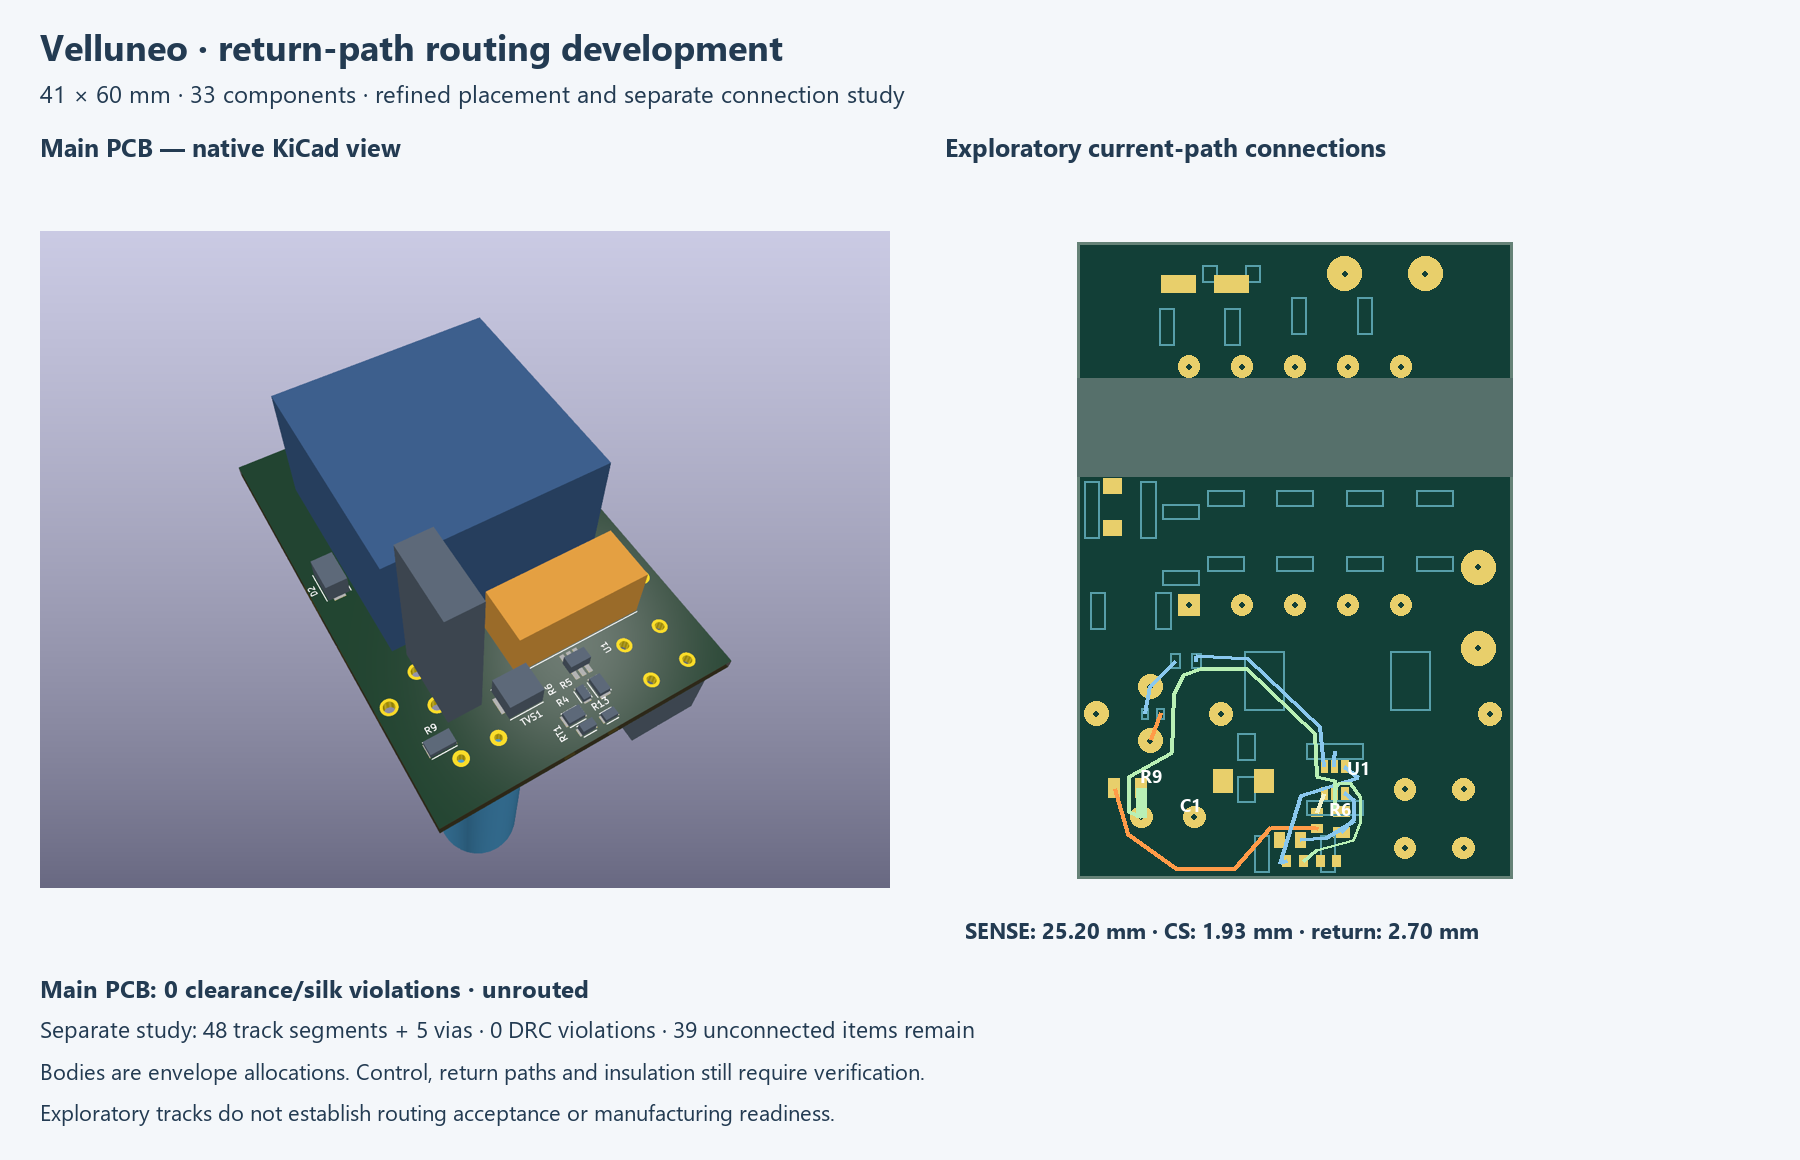 Velluneo · return-path routing development
41 × 60 mm · 33 components · refined placement and separate connection study
Main PCB — native KiCad view
Exploratory current-path connections
D2
R9
TVS1
R6
R5
U1
R4
R13
RT1
R9
C1
U1
R6
SENSE: 25.20 mm · CS: 1.93 mm · return: 2.70 mm
Main PCB: 0 clearance/silk violations · unrouted
Separate study: 48 track segments + 5 vias · 0 DRC violations · 39 unconnected items remain
Bodies are envelope allocations. Control, return paths and insulation still require verification.
Exploratory tracks do not establish routing acceptance or manufacturing readiness.